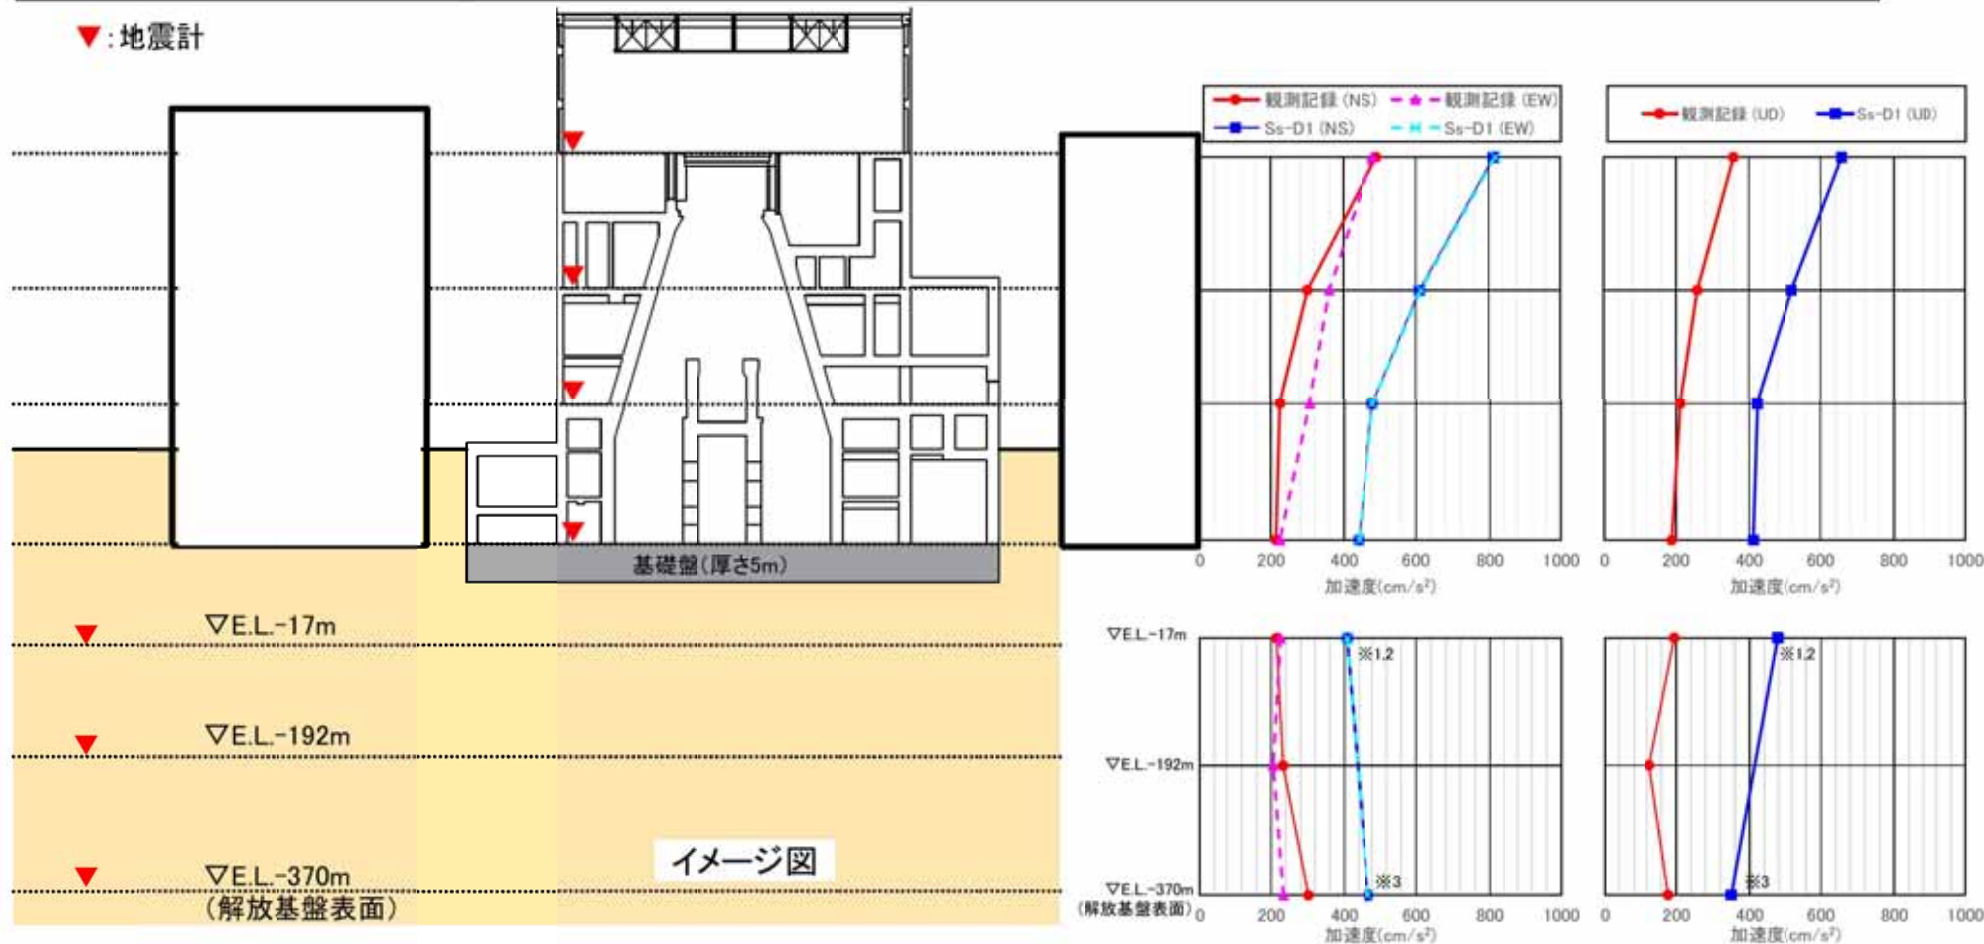 ▼:地震計
観測記録(NS) 観測記録(EW)
Ss-D1(NS) Ss-D1(EW)
観測記録(UD) Ss-D1(UD)
0 200 400 600 800 1000
加速度(cm/s²)
0 200 400 600 800 1000
加速度(cm/s²)
基礎盤(厚さ5m)
▽E.L.-17m
▽E.L.-192m
▽E.L.-370m
(解放基盤表面)
イメージ図
▽E.L.-17m
※1,2
▽E.L.-192m
▽E.L.-370m
(解放基盤表面)
※3
0 200 400 600 800 1000
加速度(cm/s²)
※1,2
※3
0 200 400 600 800 1000
加速度(cm/s²)